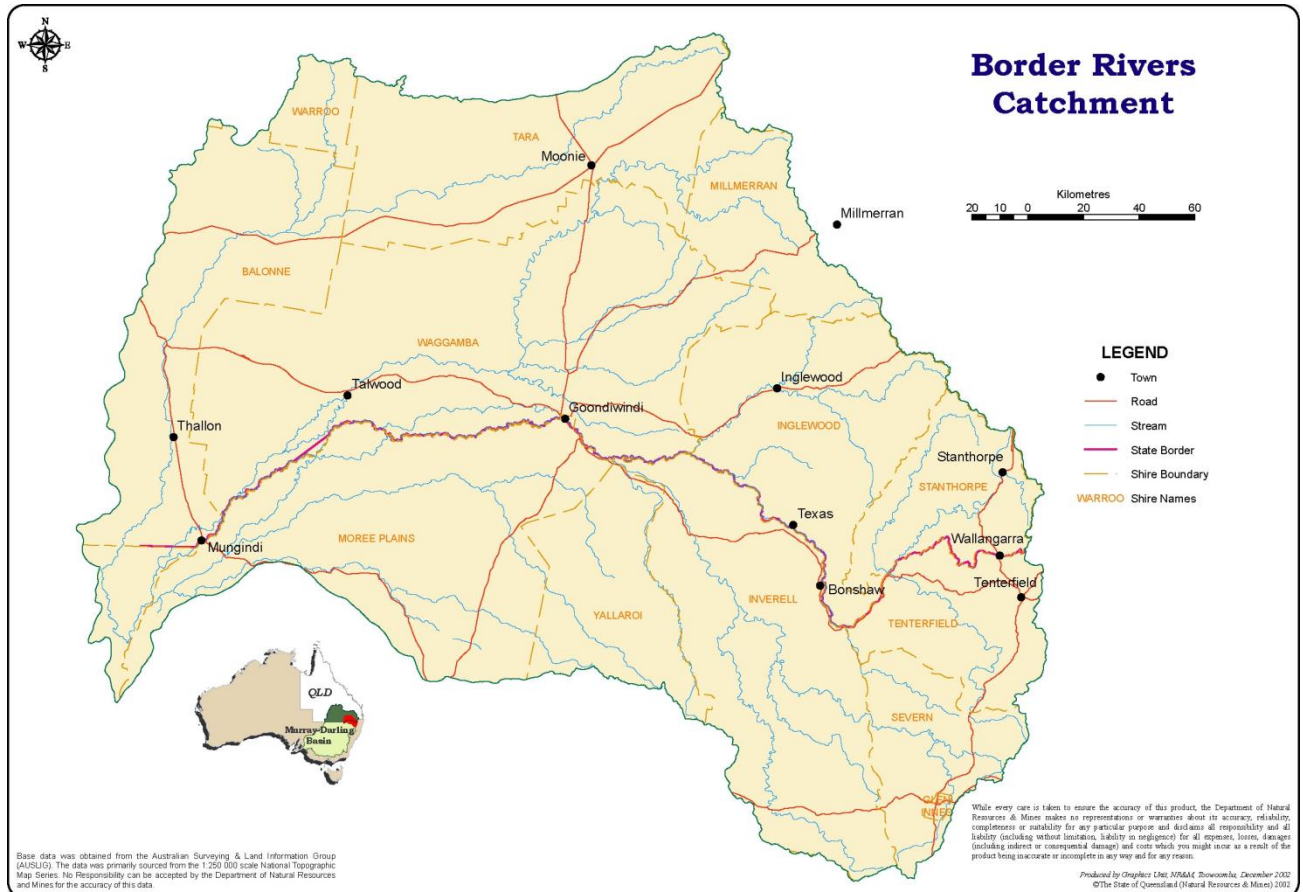 N
W E
S
Border Rivers
Catchment
Kilometres
20 10 0 20 40 60
WARROO
TARA
Moonie
MILLMERRAN
Millmerran
BALONNE
WAGGAMBA
LEGEND
Town
Road
Stream
State Border
Shire Boundary
WARROO Shire Names
Talwood
Inglewood
Goondiwindi
Thallon
INGLEWOOD
Stanthorpe
STANTHORPE
Texas
Mungindi
MOREE PLAINS
Wallangarra
Bonshaw
Tenterfield
YALLAROI
INVERELL
TENTERFIELD
SEVERN
GLEN
INNES
QLD
Murray-Darling
Basin
Base data was obtained from the Australian Surveying & Land Information Group
(AUSLIG). The data was primarily sourced from the 1:250 000 scale National Topographic
Map Series. No Responsibility can be accepted by the Department of Natural Resources
and Mines for the accuracy of this data.
While every care is taken to ensure the accuracy of this product, the Department of Natural
Resources & Mines makes no representations or warranties about its accuracy, reliability,
completeness or suitability for any particular purpose and disclaims all responsibility and all
liability (including without limitation, liability in negligence) for all expenses, losses, damages
(including indirect or consequential damage) and costs which you might incur as a result of the
product being inaccurate or incomplete in any way and for any reason.
Produced by Graphics Unit, NR&M, Toowoomba, December 2002
©The State of Queensland (Natural Resources & Mines) 2002